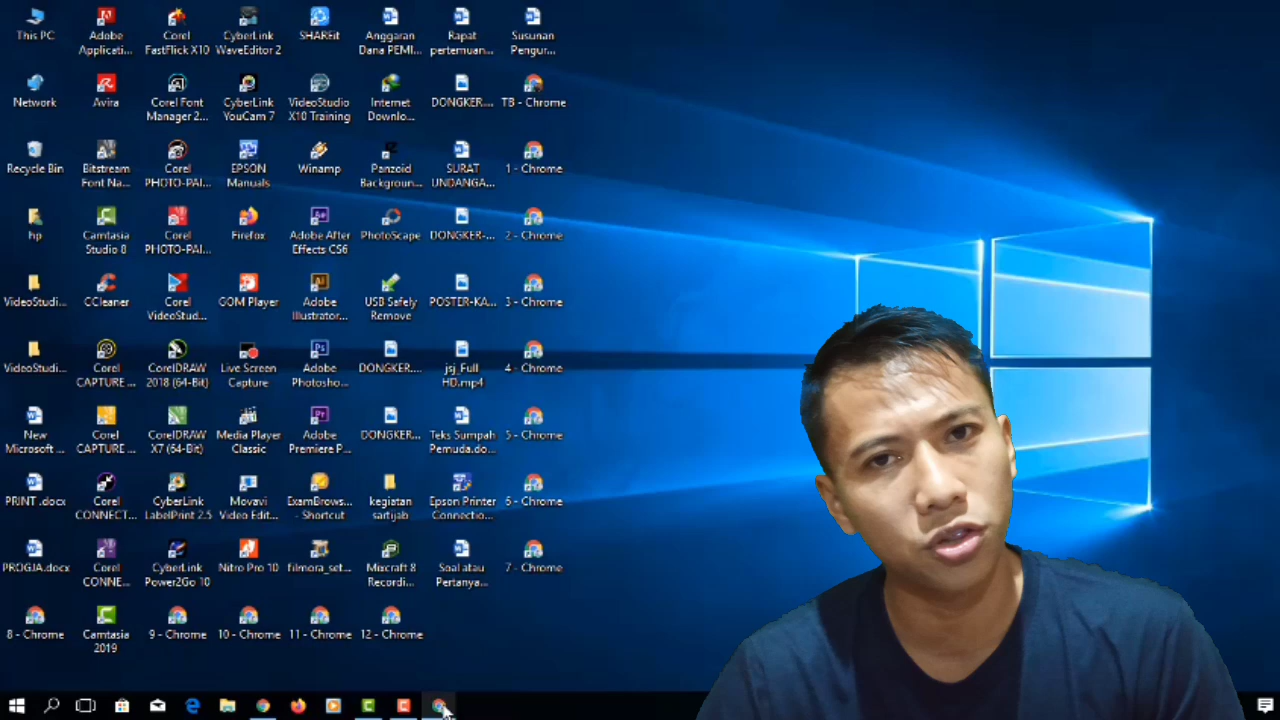 This PC
Adobe
Applicati...
Corel
FastFlick X10
CyberLink
WaveEditor 2
SHAREit
Anggaran
Dana PEMI...
Rapat
pertemuan...
Susunan
Pengur...
Network
Avira
Corel Font
Manager 2...
CyberLink
YouCam 7
VideoStudio
X10 Training
Internet
Downlo...
DONGKER....
TB - Chrome
Recycle Bin
Bitstream
Font Na...
Corel
PHOTO-PAI...
EPSON
Manuals
Winamp
Panzoid
Backgroun...
SURAT
UNDANGA...
1 - Chrome
hp
Camtasia
Studio 8
Corel
PHOTO-PAI...
Firefox
Adobe After
Effects CS6
PhotoScape
DONGKER-...
2 - Chrome
VideoStudi...
CCleaner
Corel
VideoStud...
GOM Player
Adobe
Illustrator...
USB Safely
Remove
POSTER-KA...
3 - Chrome
VideoStudi...
Corel
CAPTURE ...
CorelDRAW
2018 (64-Bit)
Live Screen
Capture
Adobe
Photosho...
DONGKER....
jsj_Full
HD.mp4
4 - Chrome
New
Microsoft ...
Corel
CAPTURE ...
CorelDRAW
X7 (64-Bit)
Media Player
Classic
Adobe
Premiere P...
DONGKER...
Teks Sumpah
Pemuda.do...
5 - Chrome
PRINT .docx
Corel
CONNECT...
CyberLink
LabelPrint 2.5
Movavi
Video Edit...
ExamBrows...
- Shortcut
kegiatan
sartijab
Epson Printer
Connectio...
6 - Chrome
PROGJA.docx
Corel
CONNE...
CyberLink
Power2Go 10
Nitro Pro 10
filmora_set...
Mixcraft 8
Recordi...
Soal atau
Pertanya...
7 - Chrome
8 - Chrome
Camtasia
2019
9 - Chrome
10 - Chrome
11 - Chrome
12 - Chrome